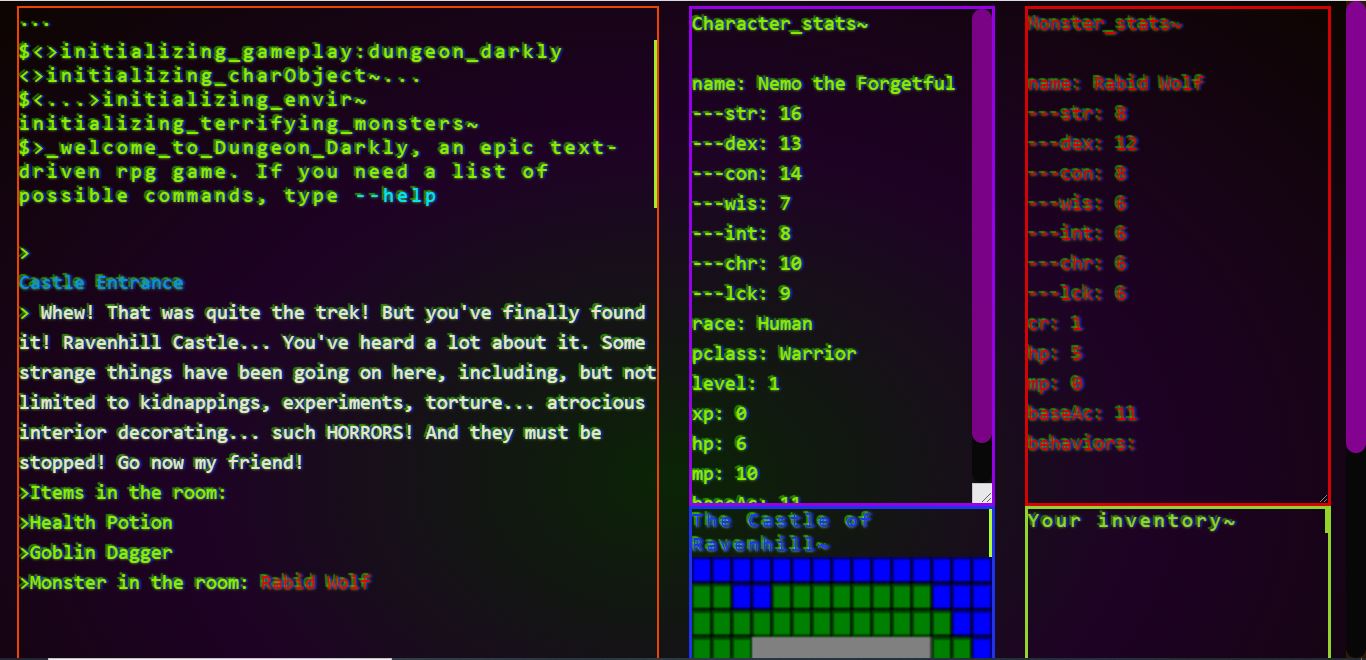 ...
$<>initializing_gameplay:dungeon_darkly
<>initializing_charObject~...
$<...>initializing_envir~
initializing_terrifying_monsters~
$>_welcome_to_Dungeon_Darkly, an epic text-
driven rpg game. If you need a list of
possible commands, type --help
>
Castle Entrance
> Whew! That was quite the trek! But you've finally found
it! Ravenhill Castle... You've heard a lot about it. Some
strange things have been going on here, including, but not
limited to kidnappings, experiments, torture... atrocious
interior decorating... such HORRORS! And they must be
stopped! Go now my friend!
>Items in the room:
>Health Potion
>Goblin Dagger
>Monster in the room: Rabid Wolf
Character_stats~
name: Nemo the Forgetful
---str: 16
---dex: 13
---con: 14
---wis: 7
---int: 8
---chr: 10
---lck: 9
race: Human
pclass: Warrior
level: 1
xp: 0
hp: 6
mp: 10
baseAc: 11
The Castle of
Ravenhill~
Monster_stats~
name: Rabid Wolf
---str: 8
---dex: 12
---con: 8
---wis: 6
---int: 6
---chr: 6
---lck: 6
cr: 1
hp: 5
mp: 0
baseAc: 11
behaviors:
Your inventory~